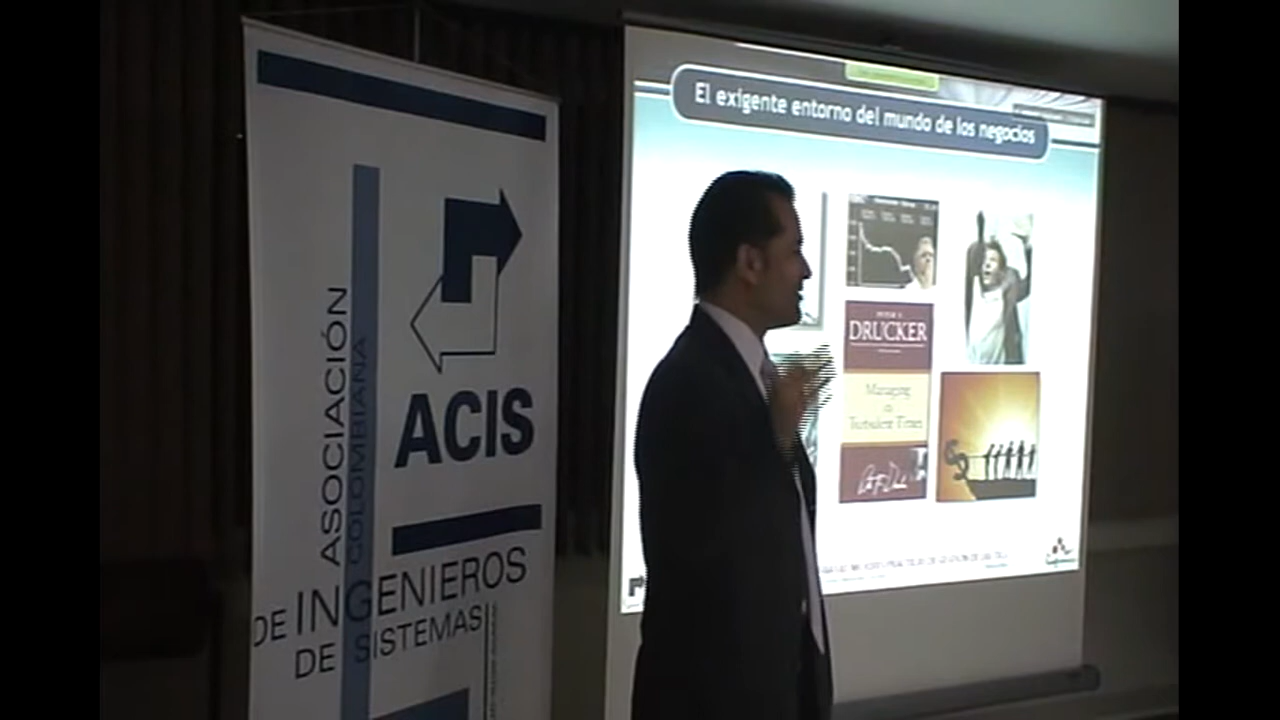 ACIS
ASOCIACIÓN
COLOMBIANA
DE INGENIEROS
DE SISTEMAS
El exigente entorno del mundo de los negocios
DRUCKER
Managing
in
Turbulent Times